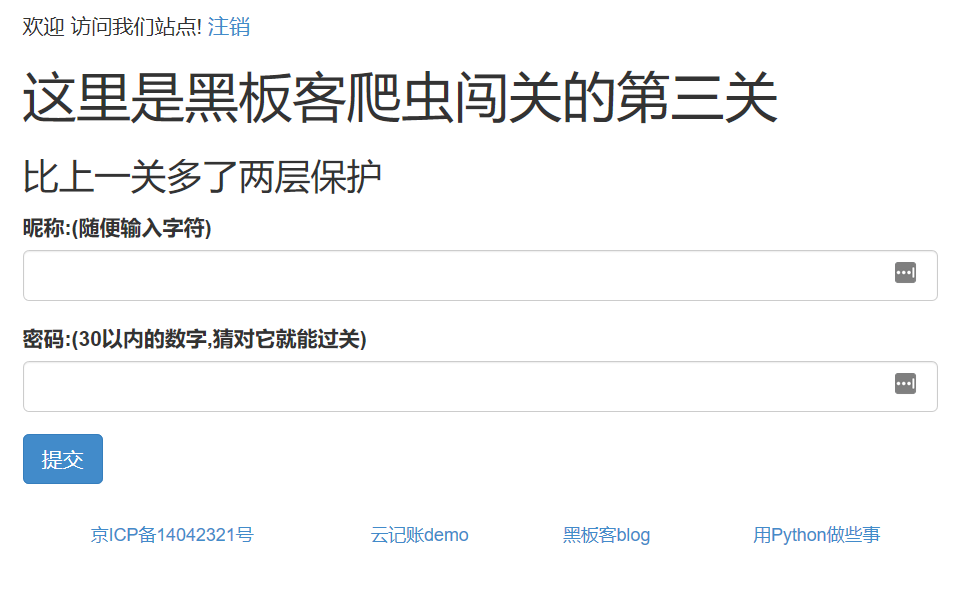 欢迎 访问我们站点! 注销
这里是黑板客爬虫闯关的第三关
比上一关多了两层保护
昵称:(随便输入字符)
密码:(30以内的数字,猜对它就能过关)
提交
京ICP备14042321号 云记账demo 黑板客blog 用Python做些事